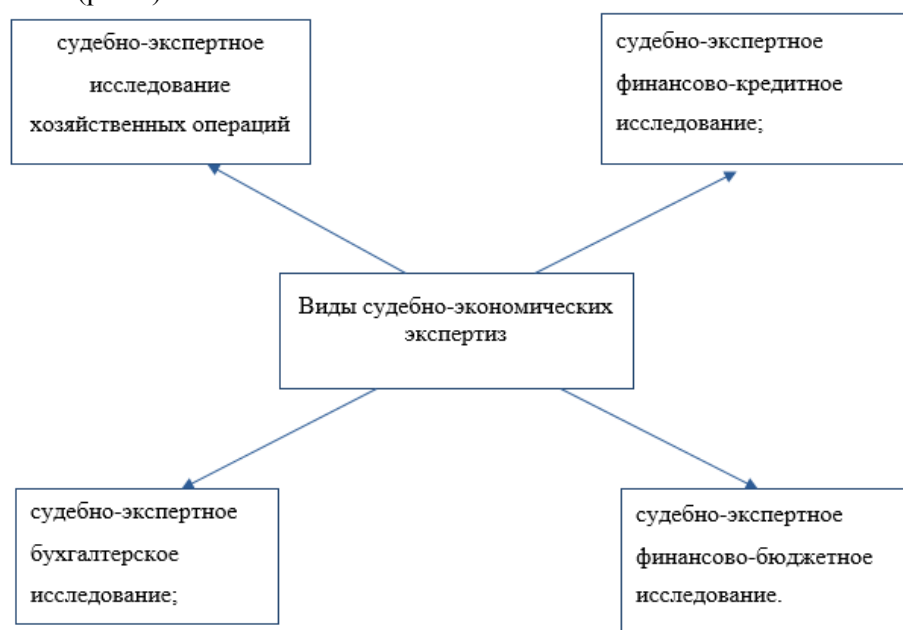 судебно-экспертное
исследование
хозяйственных операций
судебно-экспертное
финансово-кредитное
исследование;
Виды судебно-экономических
экспертиз
судебно-экспертное
бухгалтерское
исследование;
судебно-экспертное
финансово-бюджетное
исследование.